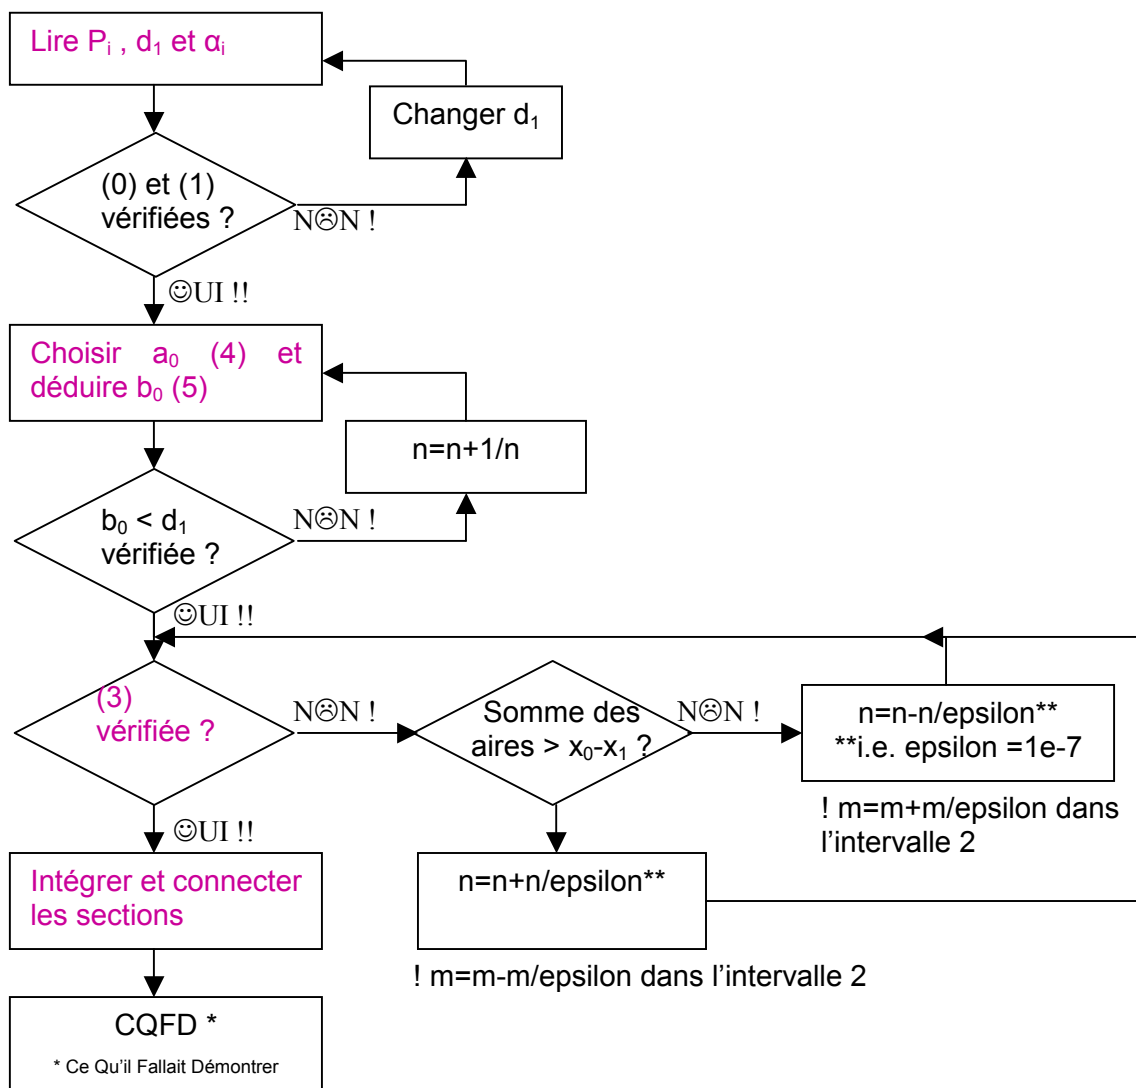 Lire Pᵢ , d₁ et αᵢ
Changer d₁
(0) et (1)
vérifiées ?
N☹N !
☺UI !!
Choisir a₀ (4) et
déduire b₀ (5)
n=n+1/n
b₀ < d₁
vérifiée ?
N☹N !
☺UI !!
(3)
vérifiée ?
N☹N !
Somme des
aires > x₀-x₁ ?
N☹N !
n=n-n/epsilon**
**i.e. epsilon =1e-7
! m=m+m/epsilon dans
l’intervalle 2
☺UI !!
Intégrer et connecter
les sections
n=n+n/epsilon**
! m=m-m/epsilon dans l’intervalle 2
CQFD *
* Ce Qu’il Fallait Démontrer